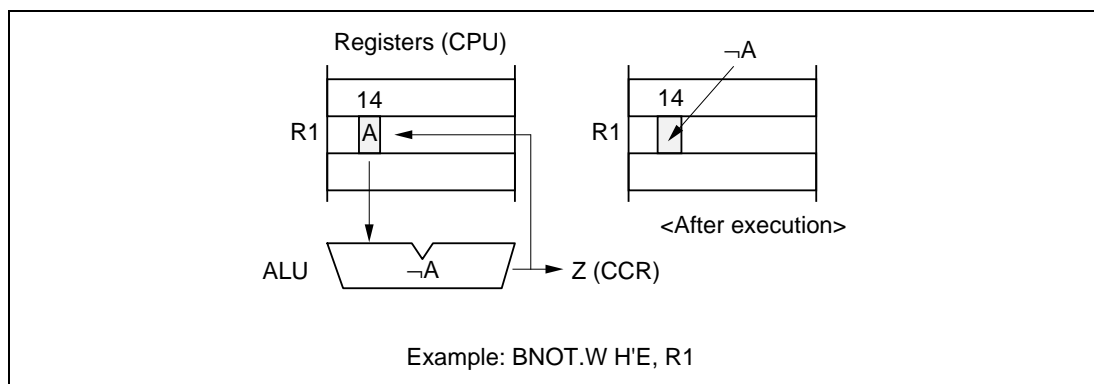 Registers (CPU)
¬A
14
14
R1
A
R1
<After execution>
ALU
¬A
Z (CCR)
Example: BNOT.W H'E, R1